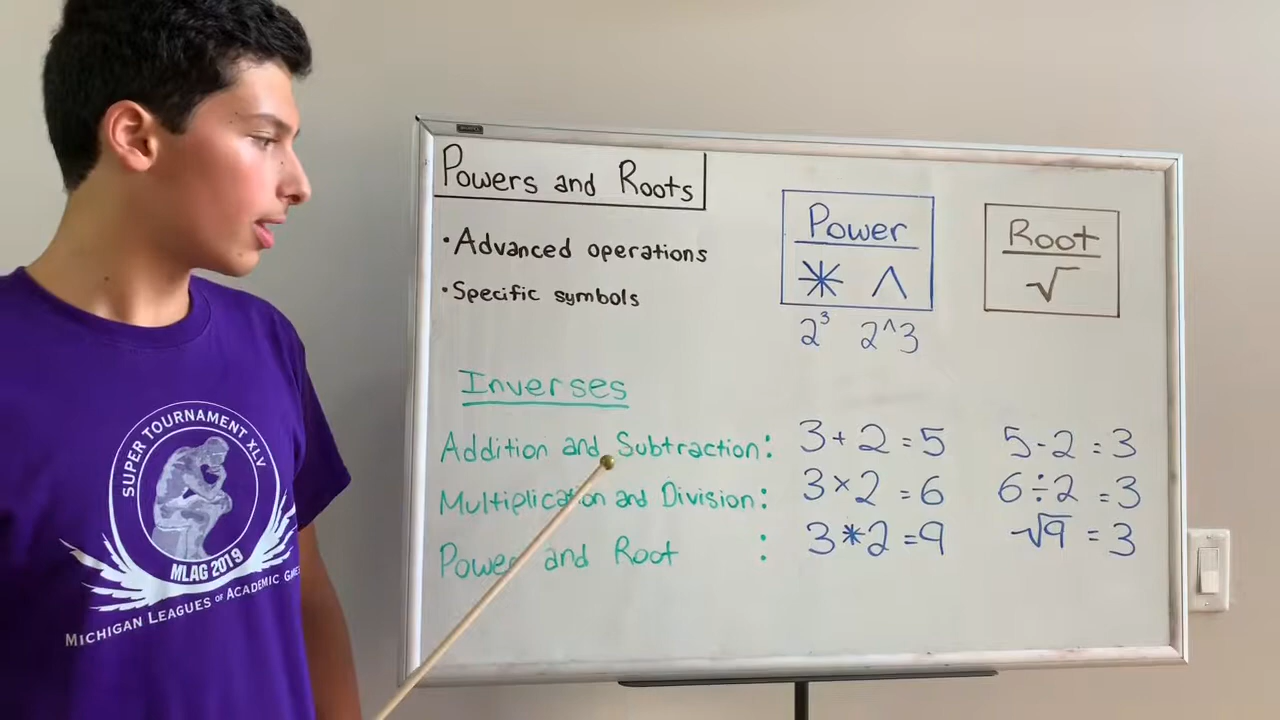 Powers and Roots
• Advanced operations
• Specific symbols
Power
* ^
2³ 2^3
Root
√
Inverses
Addition and Subtraction: 3+2=5 5-2=3
Multiplication and Division: 3×2=6 6÷2=3
Power and Root : 3*2=9 √9=3
SUPER TOURNAMENT XLV
MLAG 2019
MICHIGAN LEAGUES OF ACADEMIC GAMES